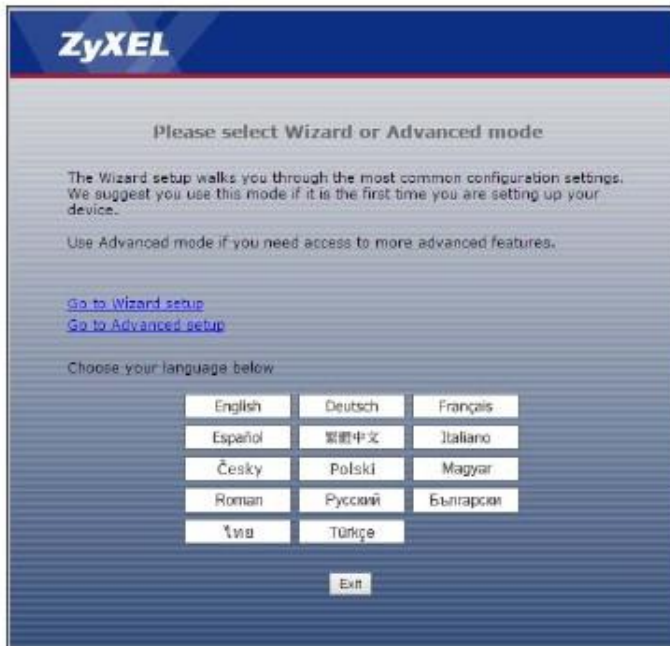 ZyXEL
Please select Wizard or Advanced mode
The Wizard setup walks you through the most common configuration settings.
We suggest you use this mode if it is the first time you are setting up your
device.
Use Advanced mode if you need access to more advanced features.
Go to Wizard setup
Go to Advanced setup
Choose your language below
English Deutsch Français
Español 繁體中文 Italiano
Česky Polski Magyar
Roman Русский Български
ไทย Türkçe
Exit